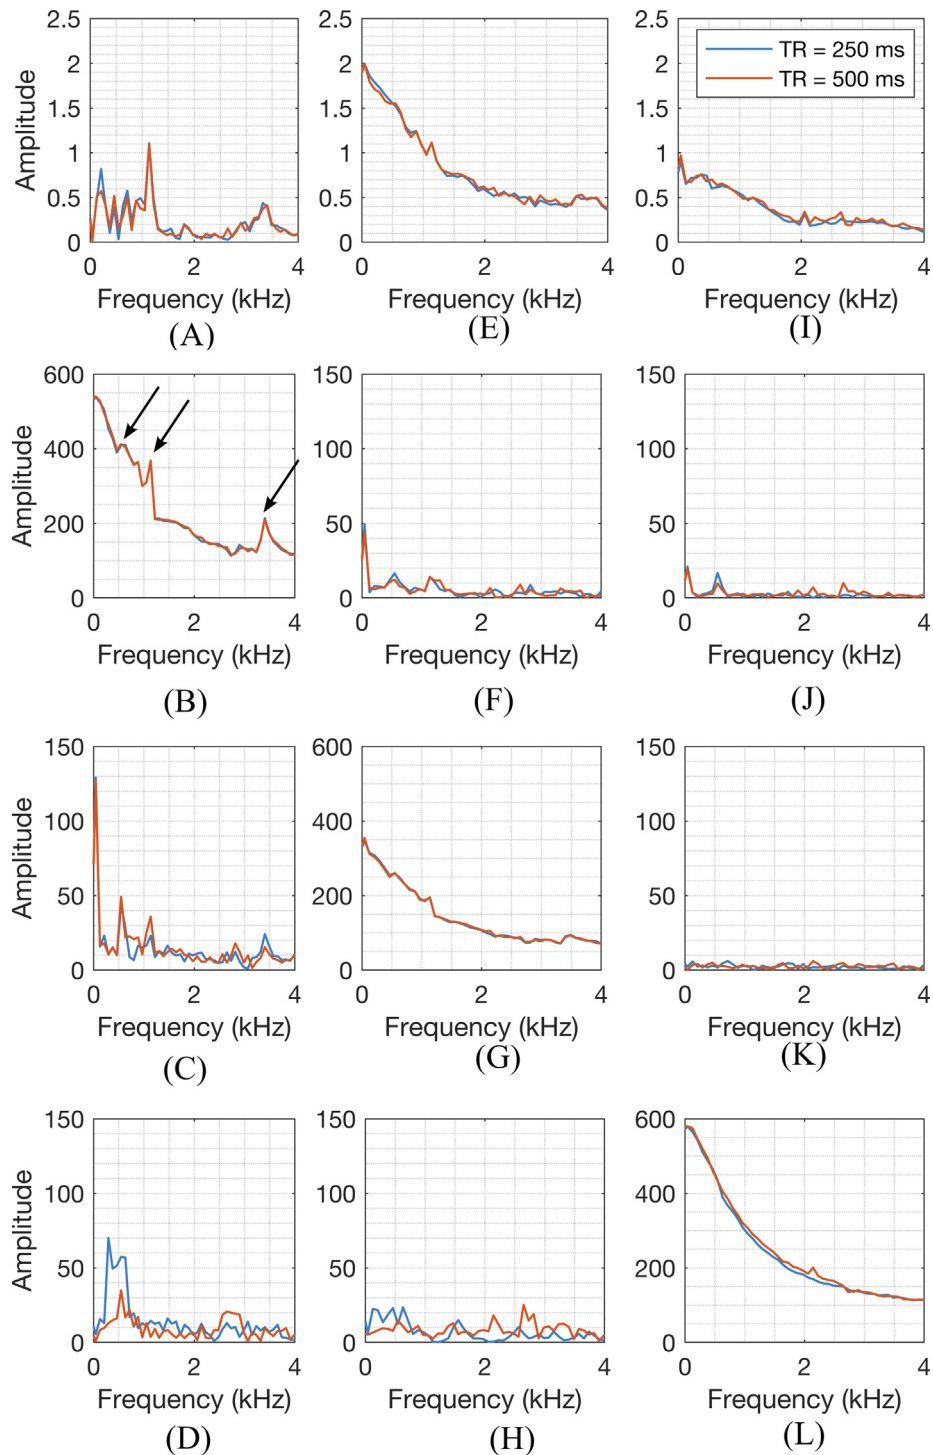 2.5
2
1.5
1
0.5
0
Amplitude
0 2 4
Frequency (kHz)
(A)
2.5
2
1.5
1
0.5
0
0 2 4
Frequency (kHz)
(E)
2.5
2
1.5
1
0.5
0
TR = 250 ms
TR = 500 ms
0 2 4
Frequency (kHz)
(I)
600
400
200
0
Amplitude
0 2 4
Frequency (kHz)
(B)
150
100
50
0
0 2 4
Frequency (kHz)
(F)
150
100
50
0
0 2 4
Frequency (kHz)
(J)
150
100
50
0
Amplitude
0 2 4
Frequency (kHz)
(C)
600
400
200
0
0 2 4
Frequency (kHz)
(G)
150
100
50
0
0 2 4
Frequency (kHz)
(K)
150
100
50
0
Amplitude
0 2 4
Frequency (kHz)
(D)
150
100
50
0
0 2 4
Frequency (kHz)
(H)
600
400
200
0
0 2 4
Frequency (kHz)
(L)